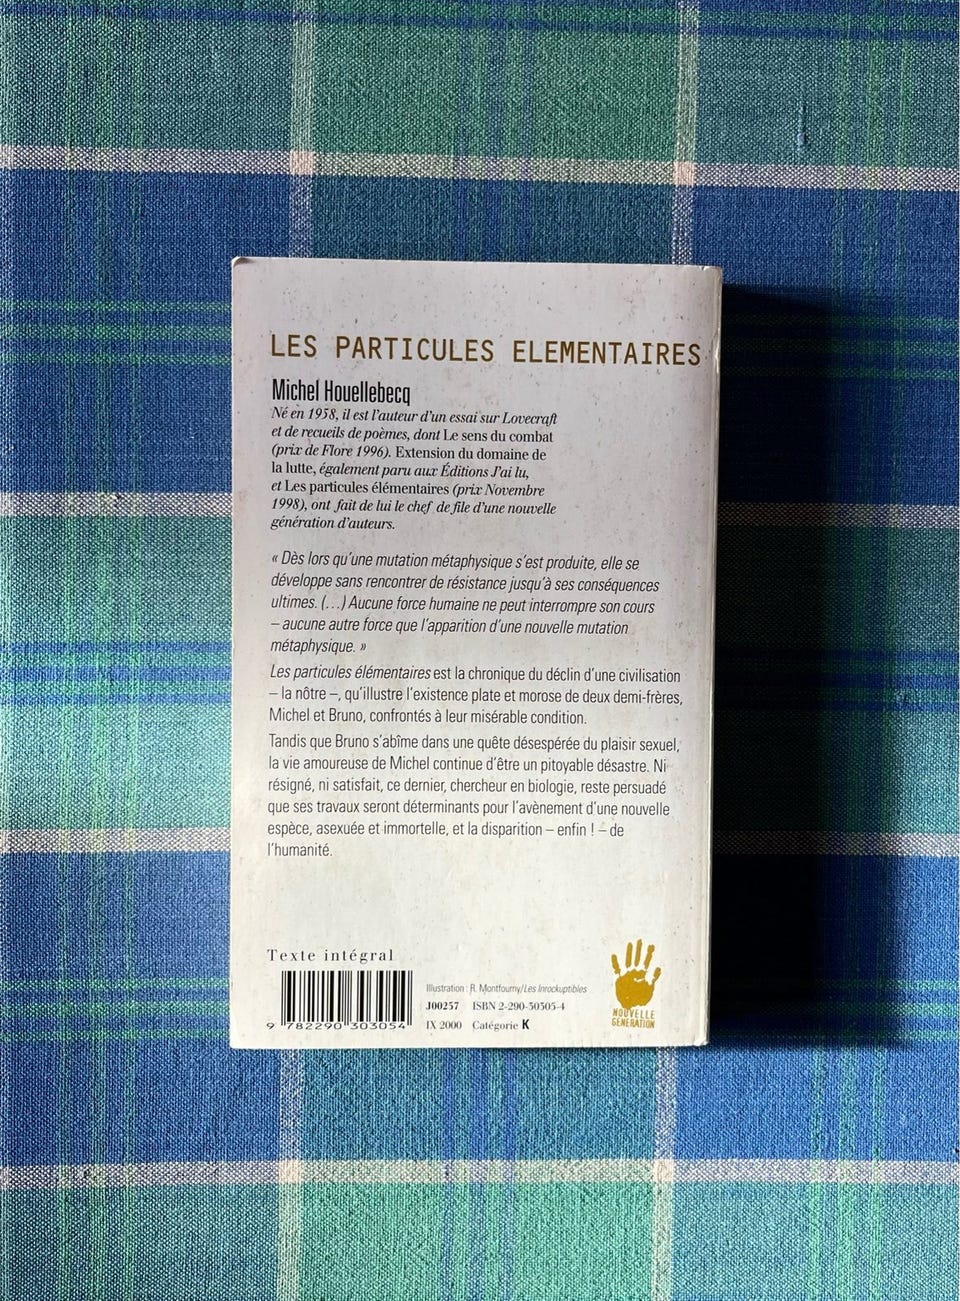 LES PARTICULES ELEMENTAIRES
Michel Houellebecq
Né en 1958, il est l'auteur d'un essai sur Lovecraft
et de recueils de poèmes, dont Le sens du combat
(prix de Flore 1996). Extension du domaine de
la lutte, également paru aux Éditions J'ai lu,
et Les particules élémentaires (prix Novembre
1998), ont fait de lui le chef de file d'une nouvelle
génération d'auteurs.
« Dès lors qu'une mutation métaphysique s'est produite, elle se
développe sans rencontrer de résistance jusqu'à ses conséquences
ultimes. (…) Aucune force humaine ne peut interrompre son cours
– aucune autre force que l'apparition d'une nouvelle mutation
métaphysique. »
Les particules élémentaires est la chronique du déclin d'une civilisation
– la nôtre –, qu'illustre l'existence plate et morose de deux demi-frères,
Michel et Bruno, confrontés à leur misérable condition.
Tandis que Bruno s'abîme dans une quête désespérée du plaisir sexuel,
la vie amoureuse de Michel continue d'être un pitoyable désastre. Ni
résigné, ni satisfait, ce dernier, chercheur en biologie, reste persuadé
que ses travaux seront déterminants pour l'avènement d'une nouvelle
espèce, asexuée et immortelle, et la disparition – enfin ! – de
l'humanité.
Texte intégral
Illustration : R. Montfourny/Les Inrockuptibles
J00257 ISBN 2-290-30305-4
IX 2000 Catégorie K
9 782290 303054
NOUVELLE
GENERATION